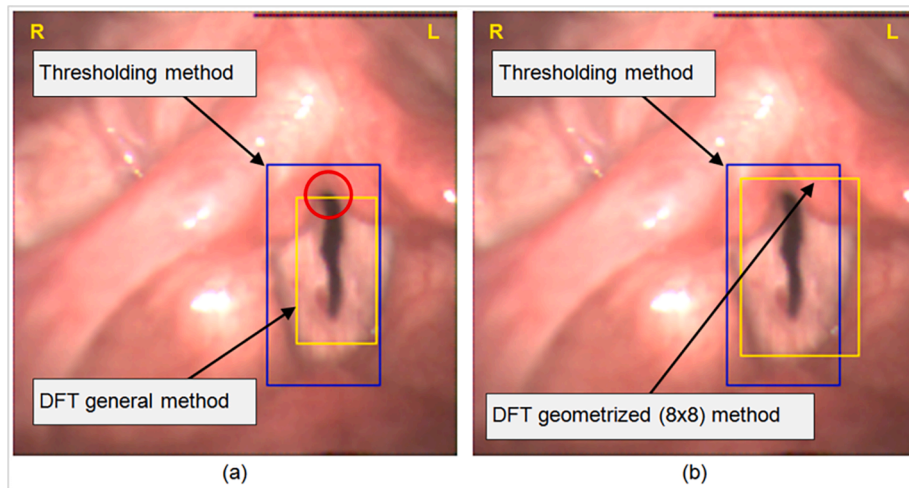 R L
Thresholding method
DFT general method
(a)
R L
Thresholding method
DFT geometrized (8x8) method
(b)